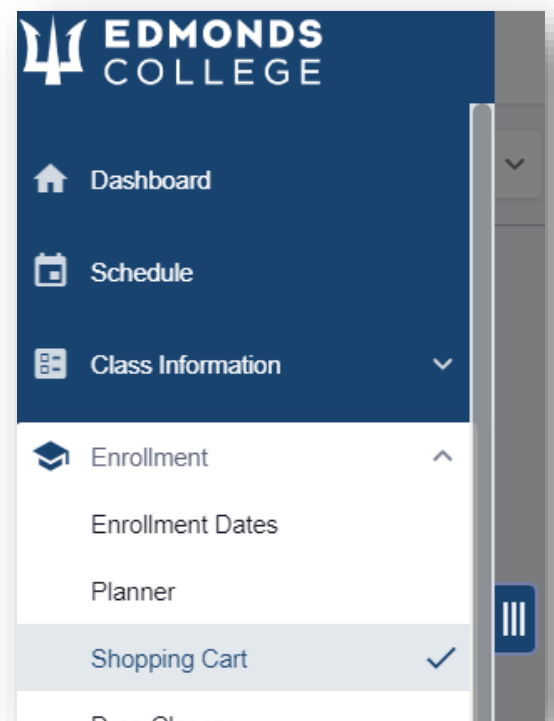 EDMONDS
COLLEGE
Dashboard
Schedule
Class Information
Enrollment
Enrollment Dates
Planner
Shopping Cart